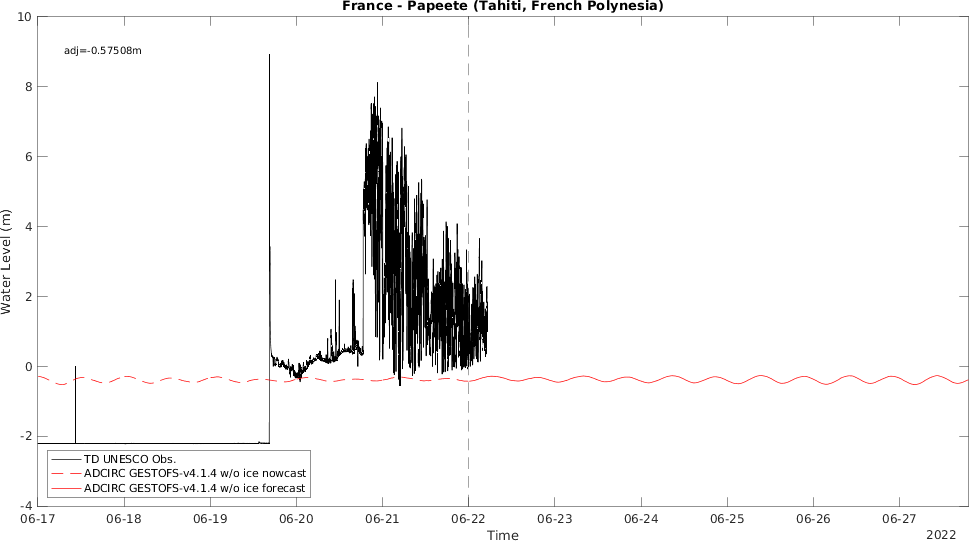 France - Papeete (Tahiti, French Polynesia)
10
adj=-0.57508m
8
6
4
2
0
-2
-4
Water Level (m)
TD UNESCO Obs.
ADCIRC GESTOFS-v4.1.4 w/o ice nowcast
ADCIRC GESTOFS-v4.1.4 w/o ice forecast
06-17 06-18 06-19 06-20 06-21 06-22 06-23 06-24 06-25 06-26 06-27
Time
2022